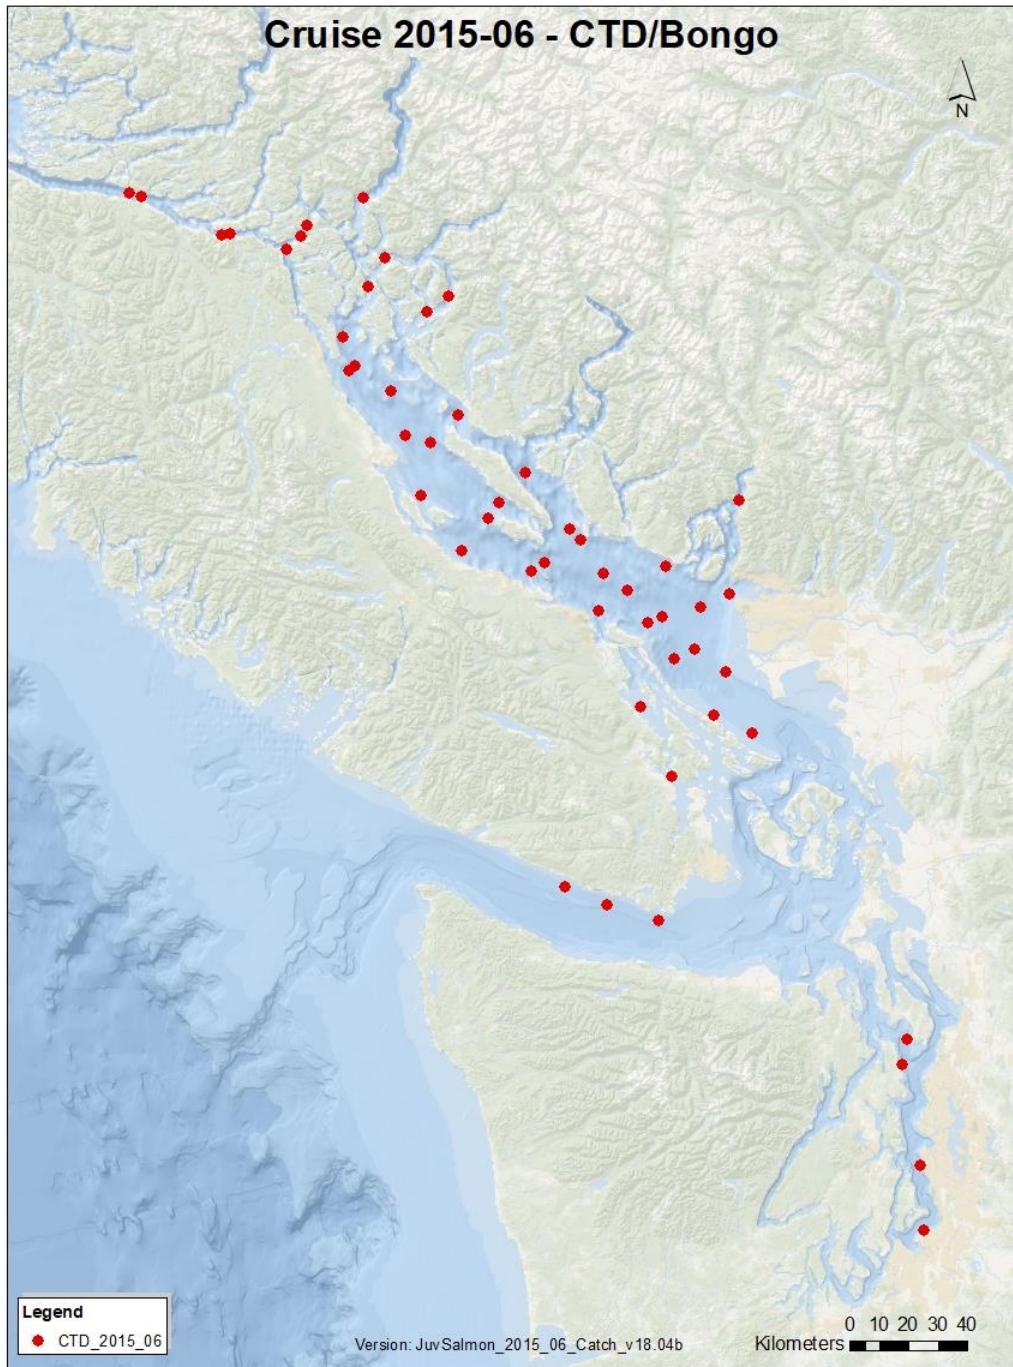 Cruise 2015-06 - CTD/Bongo
N
Legend
CTD_2015_06
Version: JuvSalmon_2015_06_Catch_v18.04b
0 10 20 30 40
Kilometers